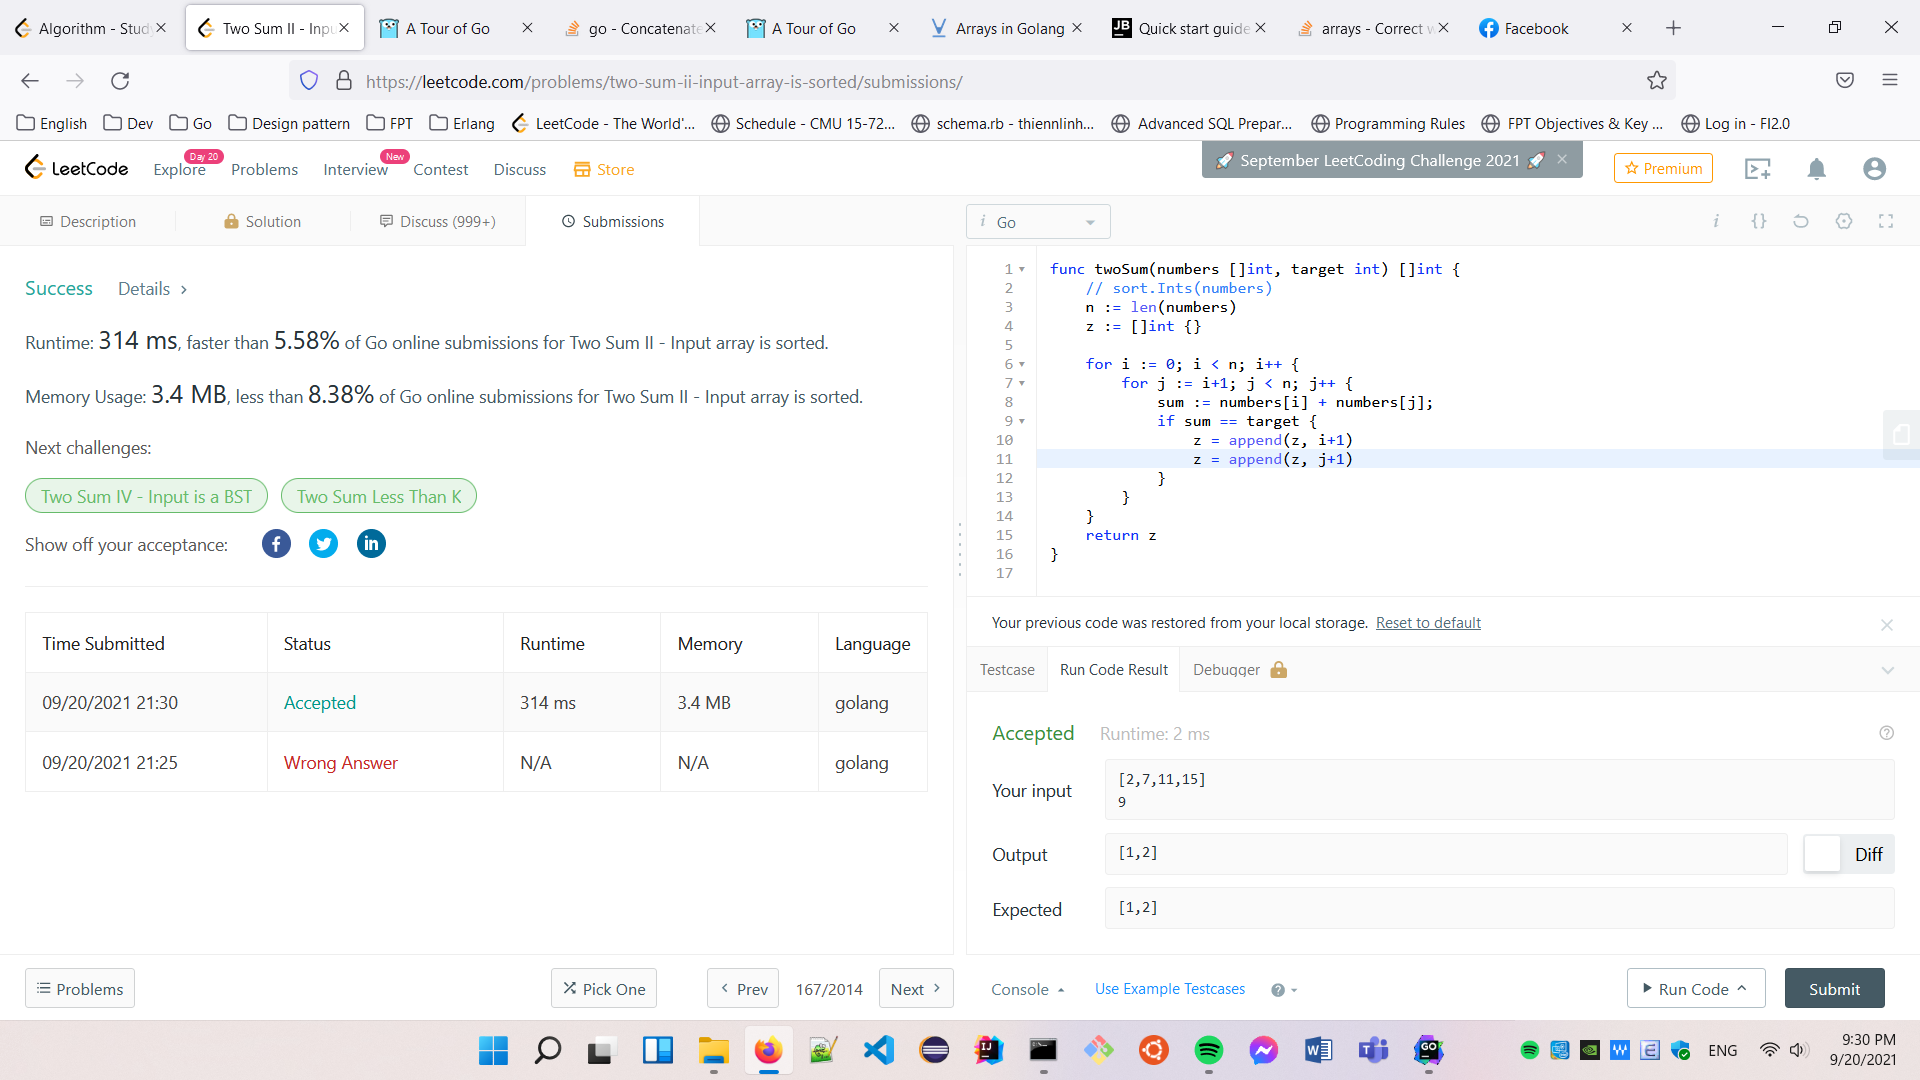 Algorithm - Study
Two Sum II - Inpu
A Tour of Go
go - Concatenate
A Tour of Go
Arrays in Golang
Quick start guide
arrays - Correct w
Facebook
https://leetcode.com/problems/two-sum-ii-input-array-is-sorted/submissions/
English
Dev
Go
Design pattern
FPT
Erlang
LeetCode - The World'...
Schedule - CMU 15-72...
schema.rb - thiennlinh...
Advanced SQL Prepar...
Programming Rules
FPT Objectives & Key ...
Log in - FI2.0
LeetCode
Explore
Day 20
Problems
Interview
New
Contest
Discuss
Store
🚀 September LeetCoding Challenge 2021 🚀
Premium
Description
Solution
Discuss (999+)
Submissions
Success Details >
Runtime: 314 ms, faster than 5.58% of Go online submissions for Two Sum II - Input array is sorted.
Memory Usage: 3.4 MB, less than 8.38% of Go online submissions for Two Sum II - Input array is sorted.
Next challenges:
Two Sum IV - Input is a BST
Two Sum Less Than K
Show off your acceptance:
Time Submitted Status Runtime Memory Language
09/20/2021 21:30 Accepted 314 ms 3.4 MB golang
09/20/2021 21:25 Wrong Answer N/A N/A golang
Problems
Pick One
Prev
167/2014
Next
i Go
1 func twoSum(numbers []int, target int) []int {
2 // sort.Ints(numbers)
3 n := len(numbers)
4 z := []int {}
5
6 for i := 0; i < n; i++ {
7 for j := i+1; j < n; j++ {
8 sum := numbers[i] + numbers[j];
9 if sum == target {
10 z = append(z, i+1)
11 z = append(z, j+1)
12 }
13 }
14 }
15 return z
16 }
17
Your previous code was restored from your local storage. Reset to default
Testcase
Run Code Result
Debugger
Accepted Runtime: 2 ms
Your input
[2,7,11,15]
9
Output
[1,2]
Diff
Expected
[1,2]
Console
Use Example Testcases
Run Code
Submit
ENG
9:30 PM
9/20/2021